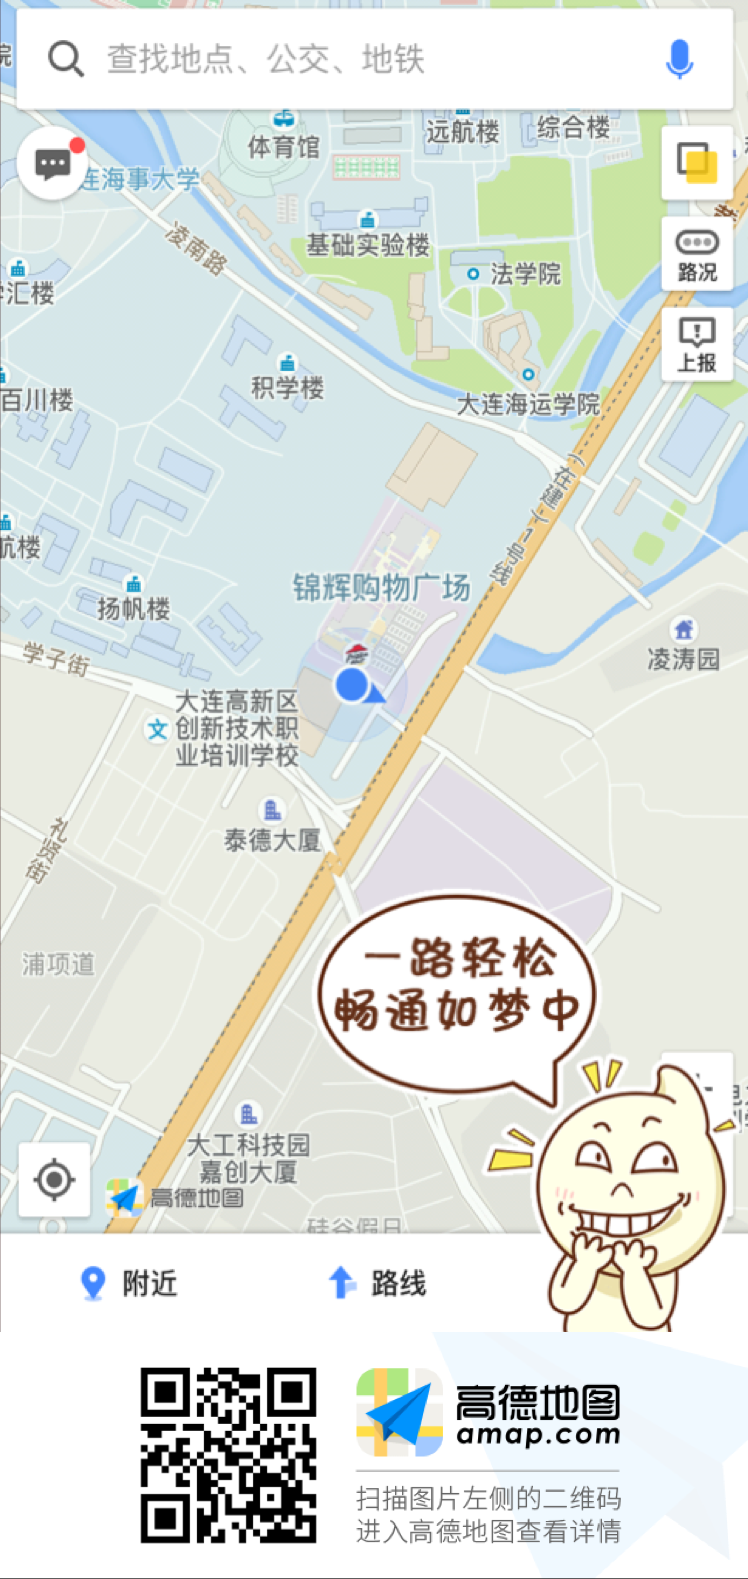 查找地点、公交、地铁
体育馆
远航楼
综合楼
连海事大学
凌南路
基础实验楼
法学院
路况
汇楼
上报
百川楼
积学楼
大连海运学院
(在建)1号线
航楼
锦辉购物广场
扬帆楼
学子街
凌涛园
大连高新区
创新技术职
业培训学校
文
泰德大厦
礼贤街
一路轻松
畅通如梦中
浦项道
大工科技园
嘉创大厦
高德地图
硅谷假日
附近
路线
高德地图
amap.com
扫描图片左侧的二维码
进入高德地图查看详情